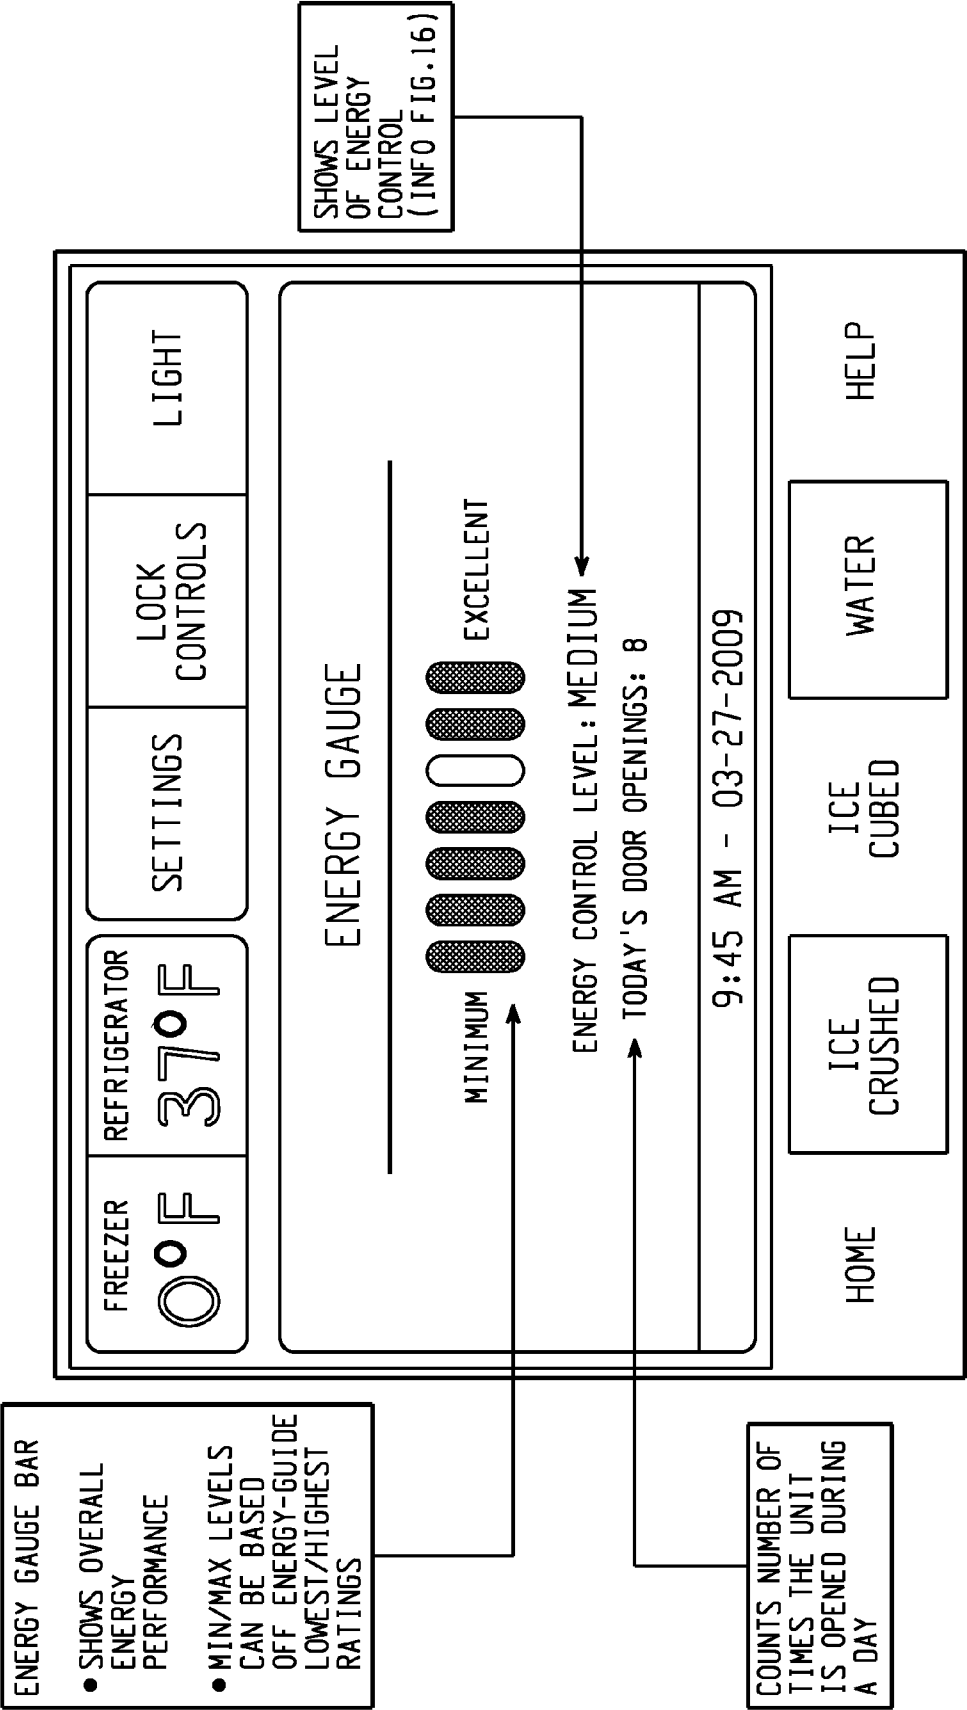 ENERGY GAUGE BAR
● SHOWS OVERALL
ENERGY
PERFORMANCE
● MIN/MAX LEVELS
CAN BE BASED
OFF ENERGY-GUIDE
LOWEST/HIGHEST
RATINGS
SHOWS LEVEL
OF ENERGY
CONTROL
(INFO FIG.16)
FREEZER
0°F
REFRIGERATOR
37°F
SETTINGS
LOCK
CONTROLS
LIGHT
ENERGY GAUGE
MINIMUM
EXCELLENT
ENERGY CONTROL LEVEL: MEDIUM
TODAY'S DOOR OPENINGS: 8
9:45 AM - 03-27-2009
HOME
ICE
CRUSHED
ICE
CUBED
WATER
HELP
COUNTS NUMBER OF
TIMES THE UNIT
IS OPENED DURING
A DAY